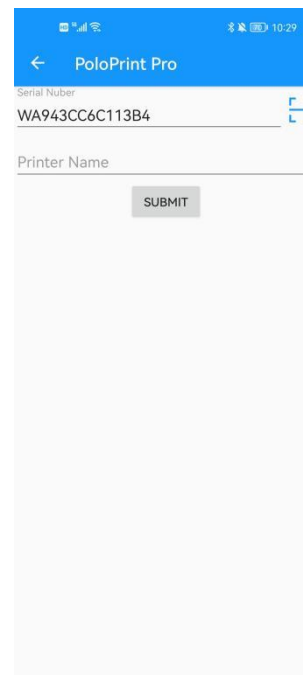 10:29
PoloPrint Pro
Serial Nuber
WA943CC6C113B4
Printer Name
SUBMIT